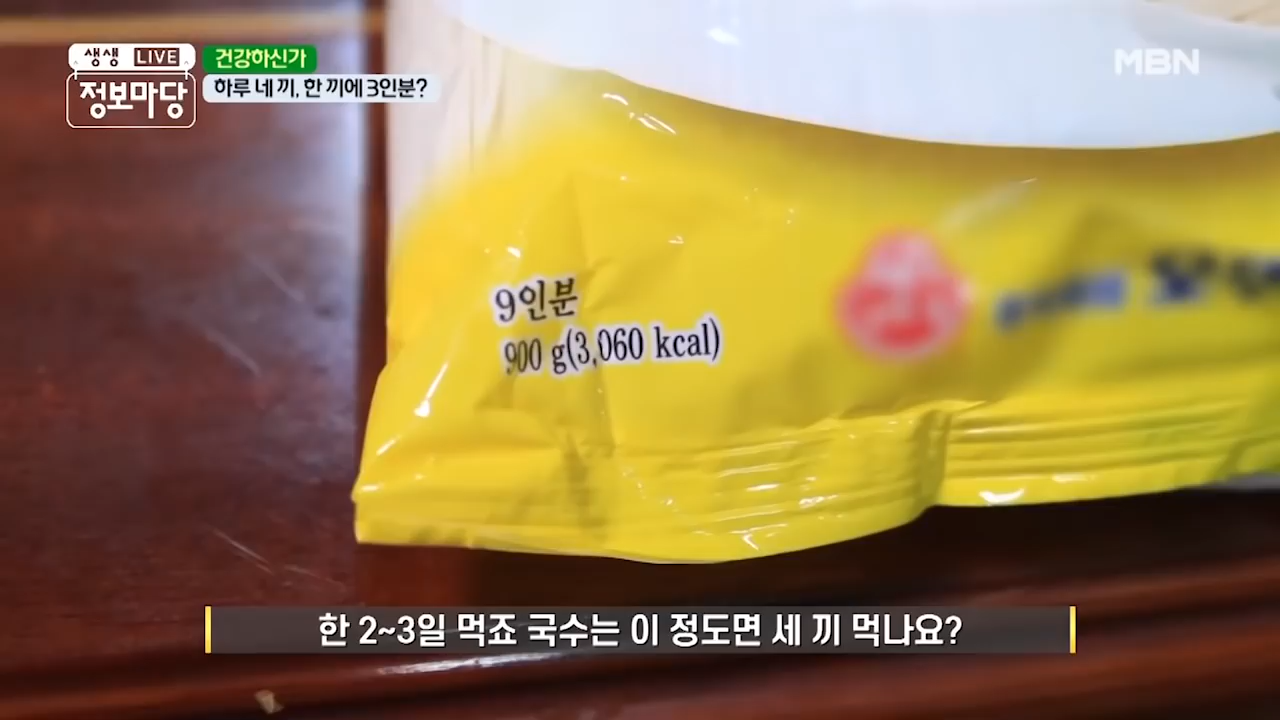 생생 LIVE
정보마당
건강하신가
하루 네 끼, 한 끼에 3인분?
MBN
9인분
900 g(3,060 kcal)
한 2~3일 먹죠 국수는 이 정도면 세 끼 먹나요?